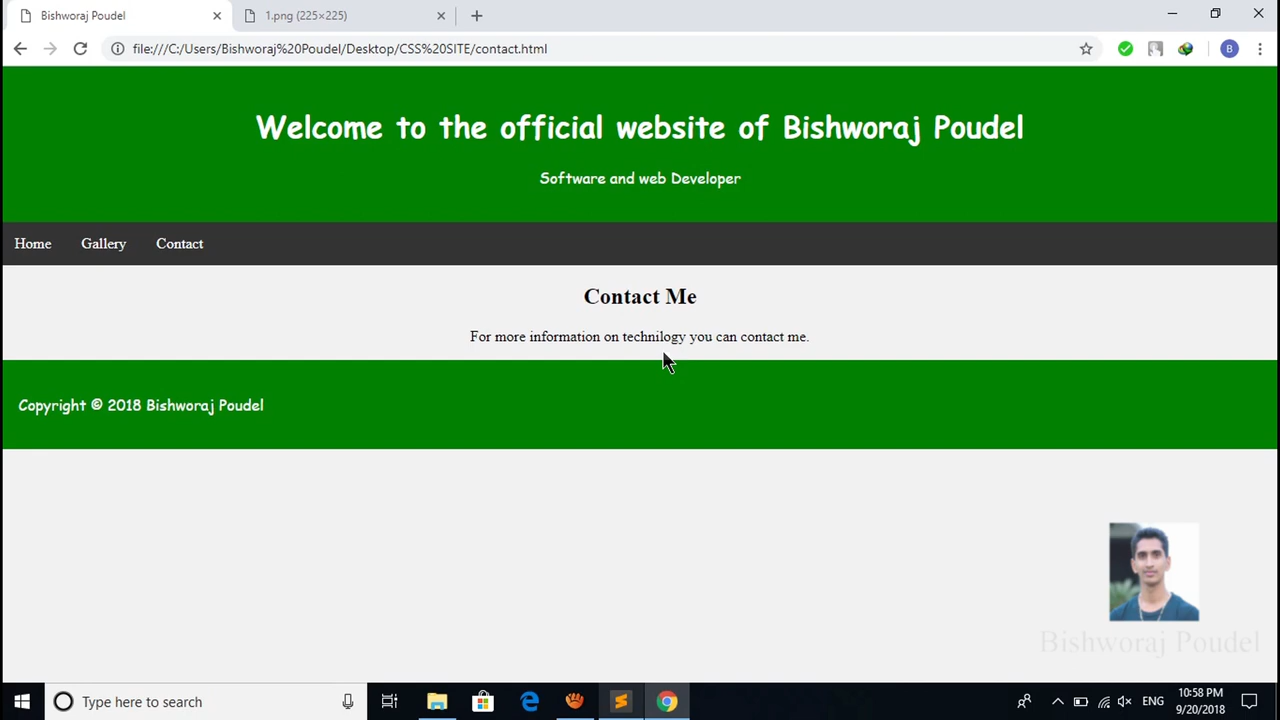 Bishworaj Poudel
1.png (225×225)
file:///C:/Users/Bishworaj%20Poudel/Desktop/CSS%20SITE/contact.html
B
Welcome to the official website of Bishworaj Poudel
Software and web Developer
Home Gallery Contact
Contact Me
For more information on technilogy you can contact me.
Copyright © 2018 Bishworaj Poudel
Bishworaj Poudel
Type here to search
ENG
10:58 PM
9/20/2018